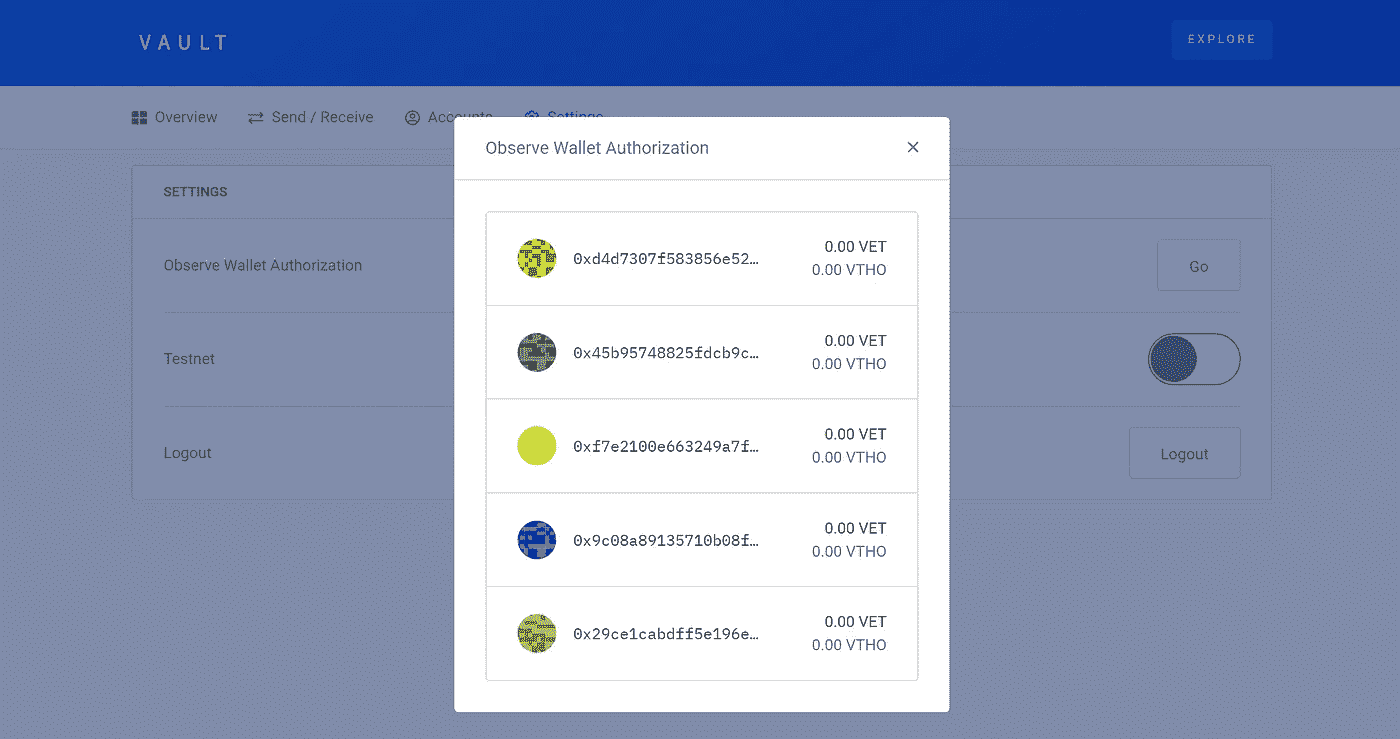 VAULT
EXPLORE
Overview
Send / Receive
Accounts
Settings
Observe Wallet Authorization
SETTINGS
Observe Wallet Authorization
Go
Testnet
Logout
Logout
0xd4d7307f583856e52…
0.00 VET
0.00 VTHO
0x45b95748825fdcb9c…
0.00 VET
0.00 VTHO
0xf7e2100e663249a7f…
0.00 VET
0.00 VTHO
0x9c08a89135710b08f…
0.00 VET
0.00 VTHO
0x29ce1cabdff5e196e…
0.00 VET
0.00 VTHO